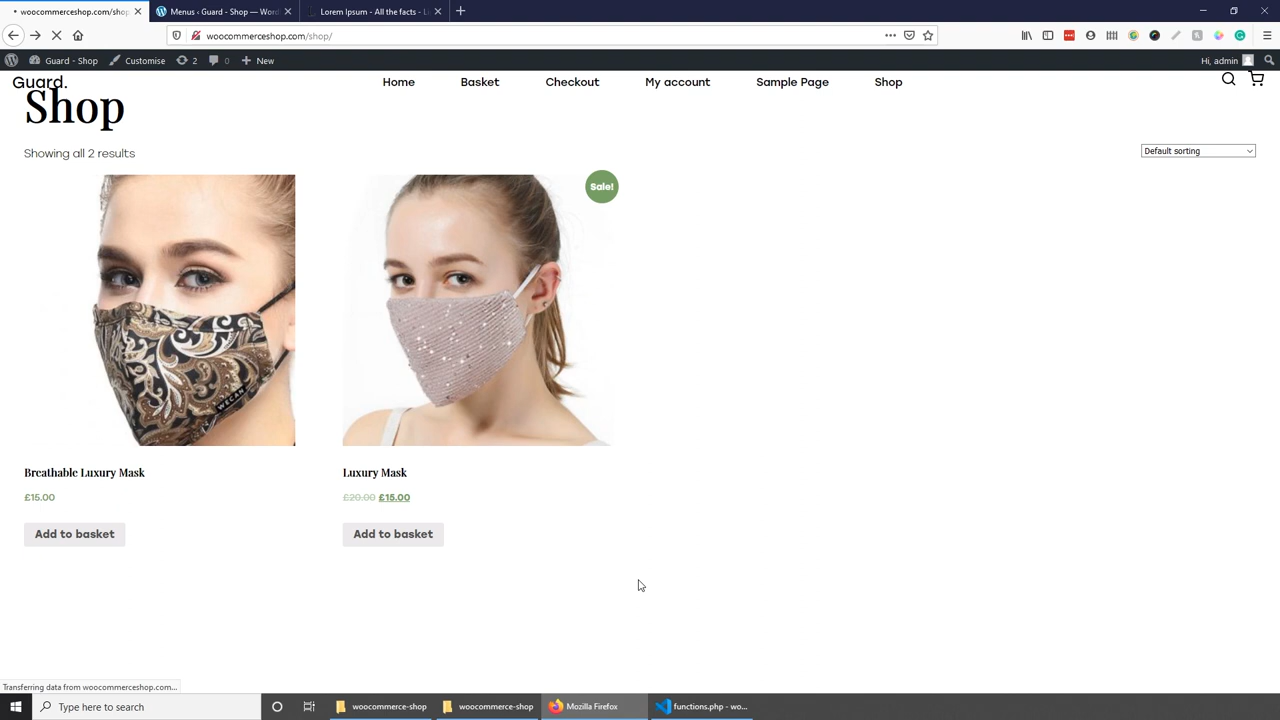 woocommerceshop.com/shop
Menus ‹ Guard - Shop — Word
Lorem Ipsum - All the facts - Li
woocommerceshop.com/shop/
Guard - Shop
Customise
2
0
New
Hi, admin
Guard.
Home
Basket
Checkout
My account
Sample Page
Shop
Shop
Showing all 2 results
Default sorting
Sale!
WECAN
Breathable Luxury Mask
Luxury Mask
£15.00
£20.00 £15.00
Add to basket
Add to basket
Transferring data from woocommerceshop.com...
Type here to search
woocommerce-shop
woocommerce-shop
Mozilla Firefox
functions.php - wo...